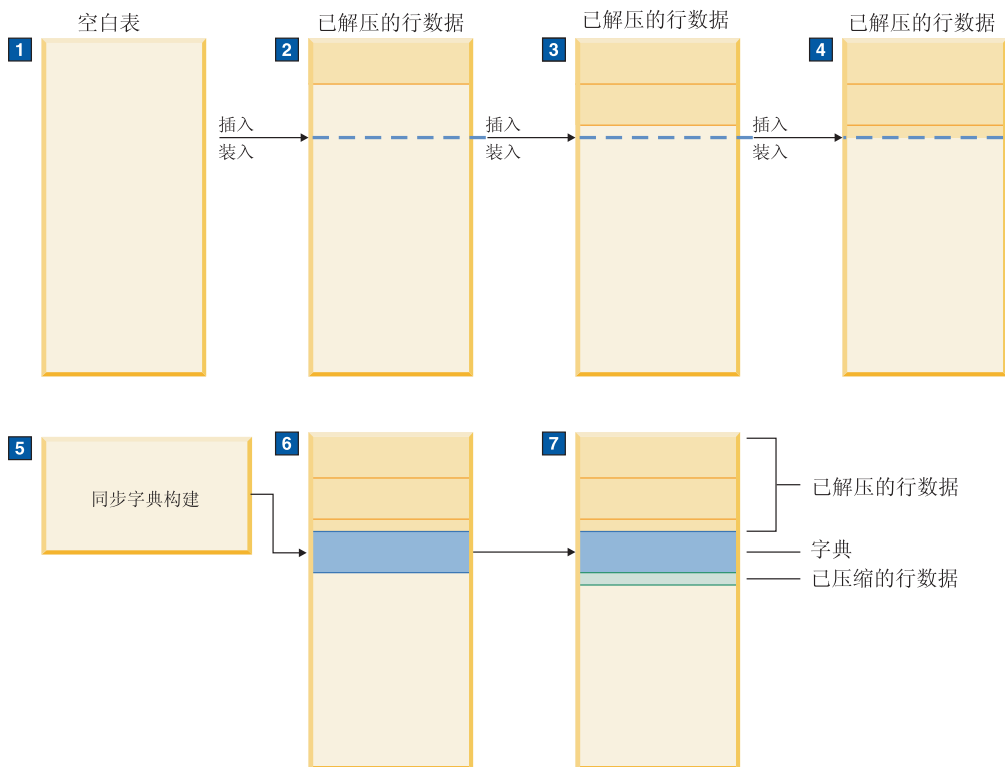 空白表
已解压的行数据
已解压的行数据
已解压的行数据
1
2
3
4
插入
装入
插入
装入
插入
装入
5
同步字典构建
6
7
已解压的行数据
字典
已压缩的行数据